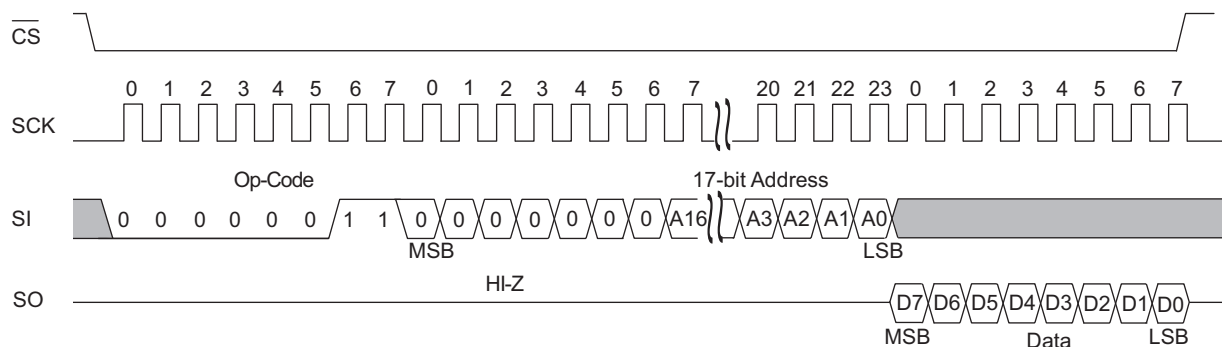 CS
0 1 2 3 4 5 6 7 0 1 2 3 4 5 6 7 20 21 22 23 0 1 2 3 4 5 6 7
SCK
Op-Code 17-bit Address
SI 0 0 0 0 0 0 1 1 0 0 0 0 0 0 0 A16 A3 A2 A1 A0
MSB LSB
HI-Z
SO D7 D6 D5 D4 D3 D2 D1 D0
MSB Data LSB